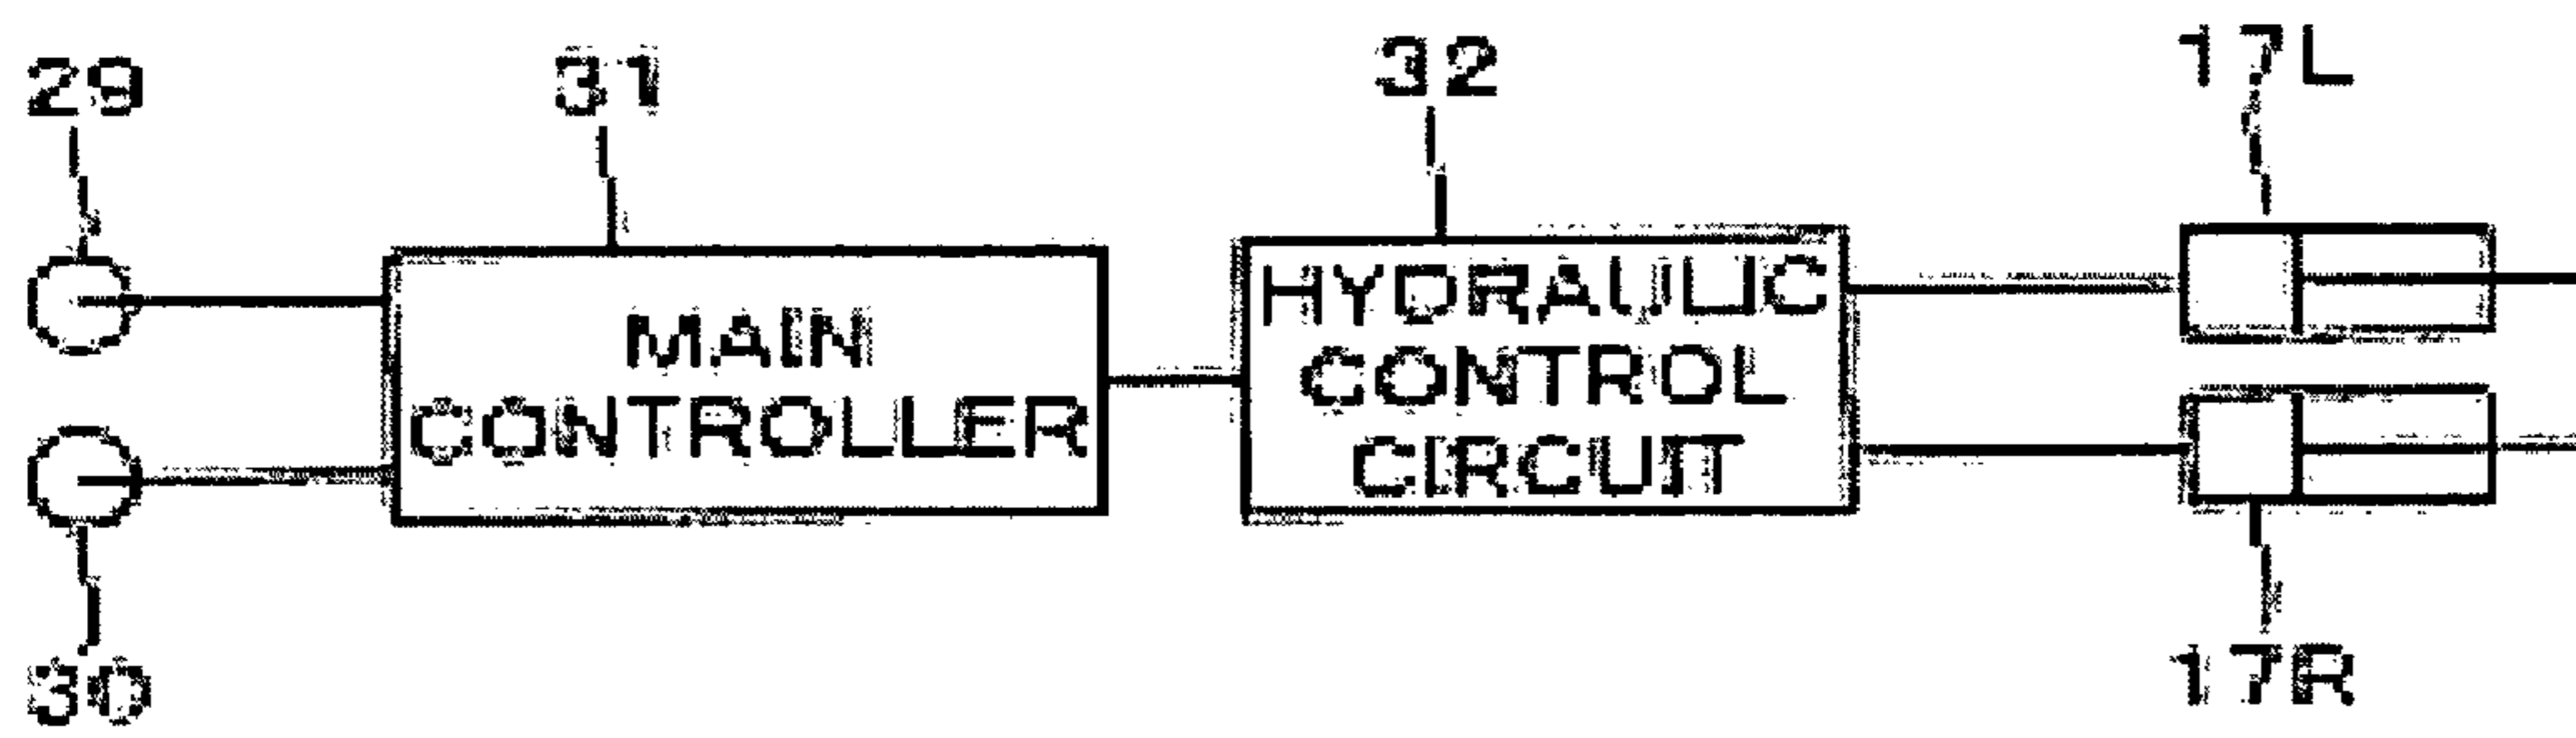 29
31
32
17L
MAIN
CONTROLLER
HYDRAULIC
CONTROL
CIRCUIT
30
17R